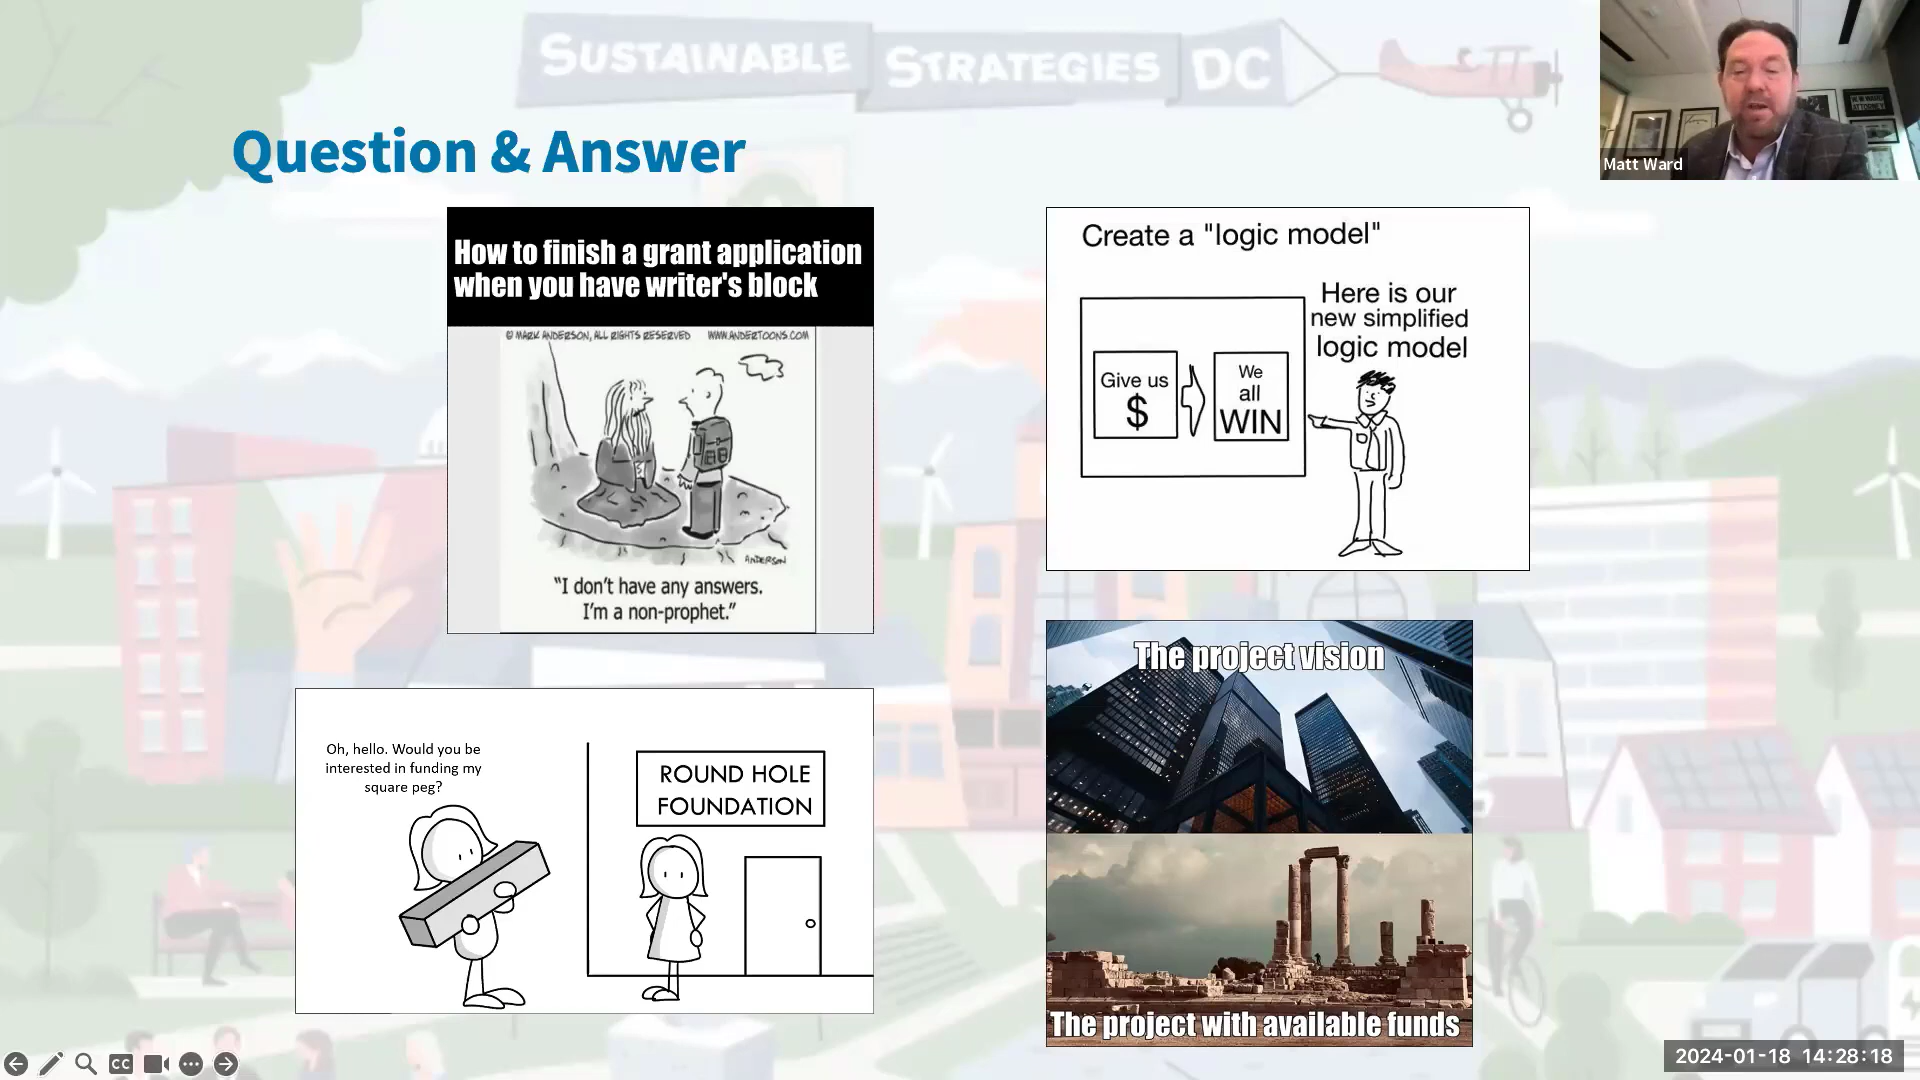 SUSTAINABLE STRATEGIES DC
Matt Ward
Question & Answer
How to finish a grant application
when you have writer's block
© MARK ANDERSON, ALL RIGHTS RESERVED WWW.ANDERTOONS.COM
ANDERSON
"I don't have any answers.
I'm a non-prophet."
Create a "logic model"
Here is our
new simplified
logic model
Give us
$
We
all
WIN
Oh, hello. Would you be
interested in funding my
square peg?
ROUND HOLE
FOUNDATION
The project vision
The project with available funds
CC
2024-01-18 14:28:18